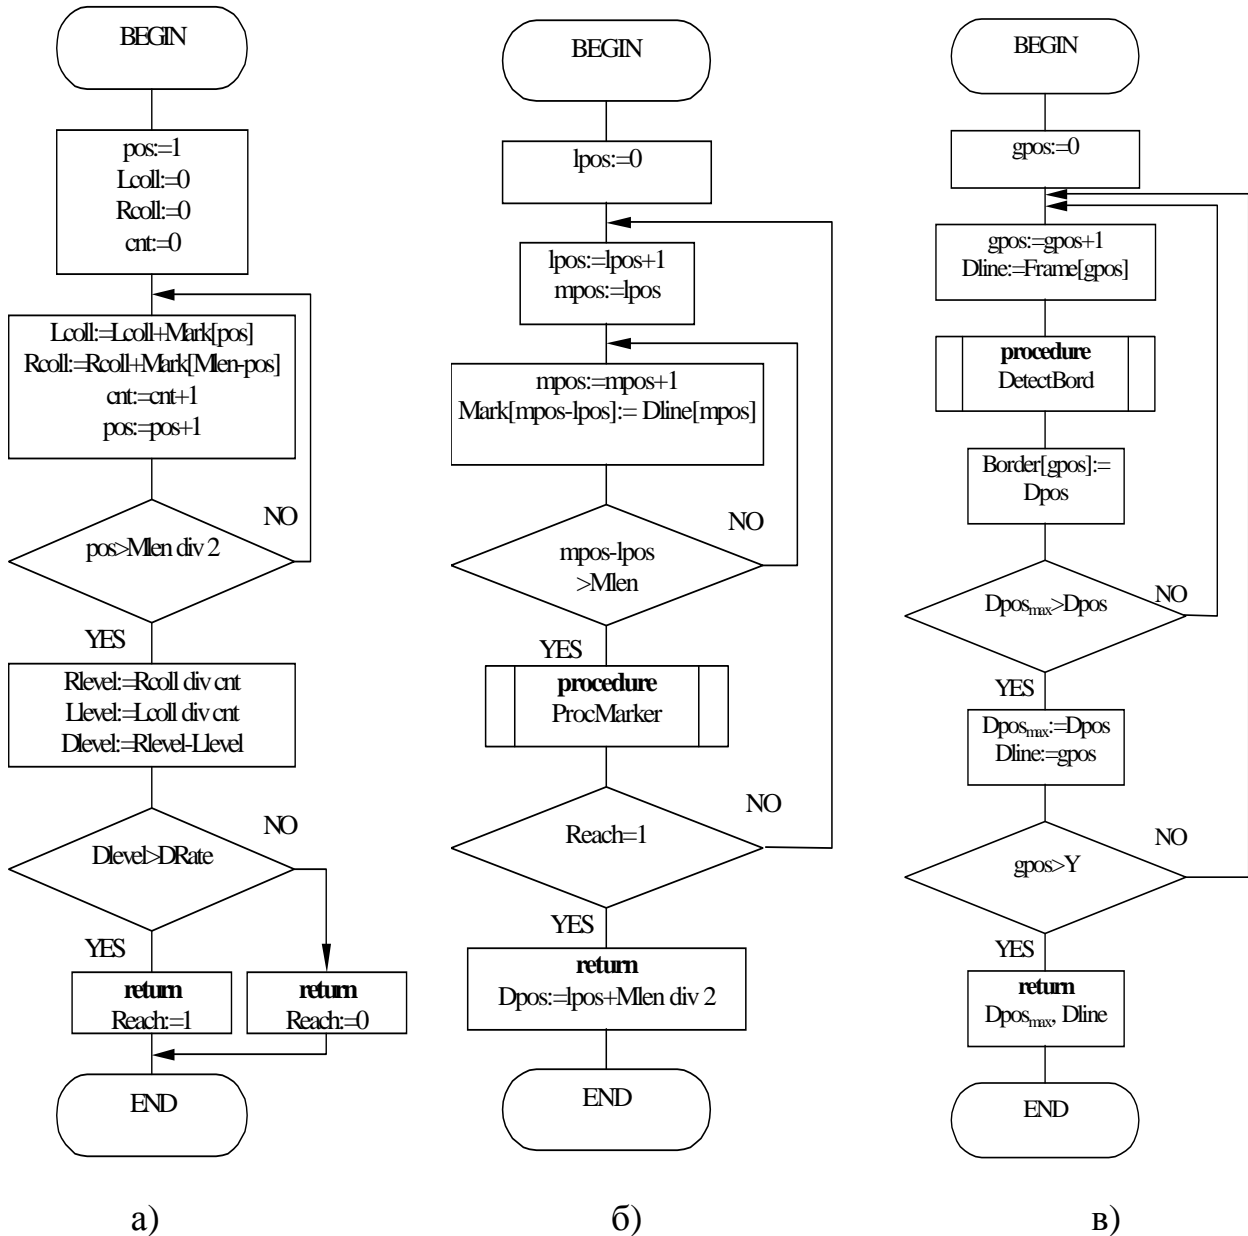 BEGIN
pos:=1
Lcoll:=0
Rcoll:=0
cnt:=0
Lcoll:=Lcoll+Mark[pos]
Rcoll:=Rcoll+Mark[Mlen-pos]
cnt:=cnt+1
pos:=pos+1
NO
pos>Mlen div 2
YES
Rlevel:=Rcoll div cnt
Llevel:=Lcoll div cnt
Dlevel:=Rlevel-Llevel
NO
Dlevel>DRate
YES
return
Reach:=1
return
Reach:=0
END
а)
BEGIN
lpos:=0
lpos:=lpos+1
mpos:=lpos
mpos:=mpos+1
Mark[mpos-lpos]:= Dline[mpos]
NO
mpos-lpos
>Mlen
YES
procedure
ProcMarker
NO
Reach=1
YES
return
Dpos:=lpos+Mlen div 2
END
б)
BEGIN
gpos:=0
gpos:=gpos+1
Dline:=Frame[gpos]
procedure
DetectBord
Border[gpos]:=
Dpos
NO
Dposmax>Dpos
YES
Dposmax:=Dpos
Dline:=gpos
NO
gpos>Y
YES
return
Dposmax, Dline
END
в)